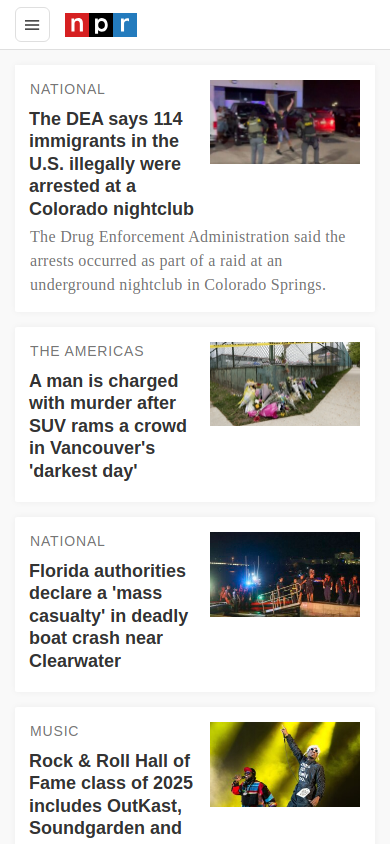 npr
NATIONAL
The DEA says 114
immigrants in the
U.S. illegally were
arrested at a
Colorado nightclub
The Drug Enforcement Administration said the
arrests occurred as part of a raid at an
underground nightclub in Colorado Springs.
THE AMERICAS
A man is charged
with murder after
SUV rams a crowd
in Vancouver's
'darkest day'
NATIONAL
Florida authorities
declare a 'mass
casualty' in deadly
boat crash near
Clearwater
MUSIC
Rock & Roll Hall of
Fame class of 2025
includes OutKast,
Soundgarden and